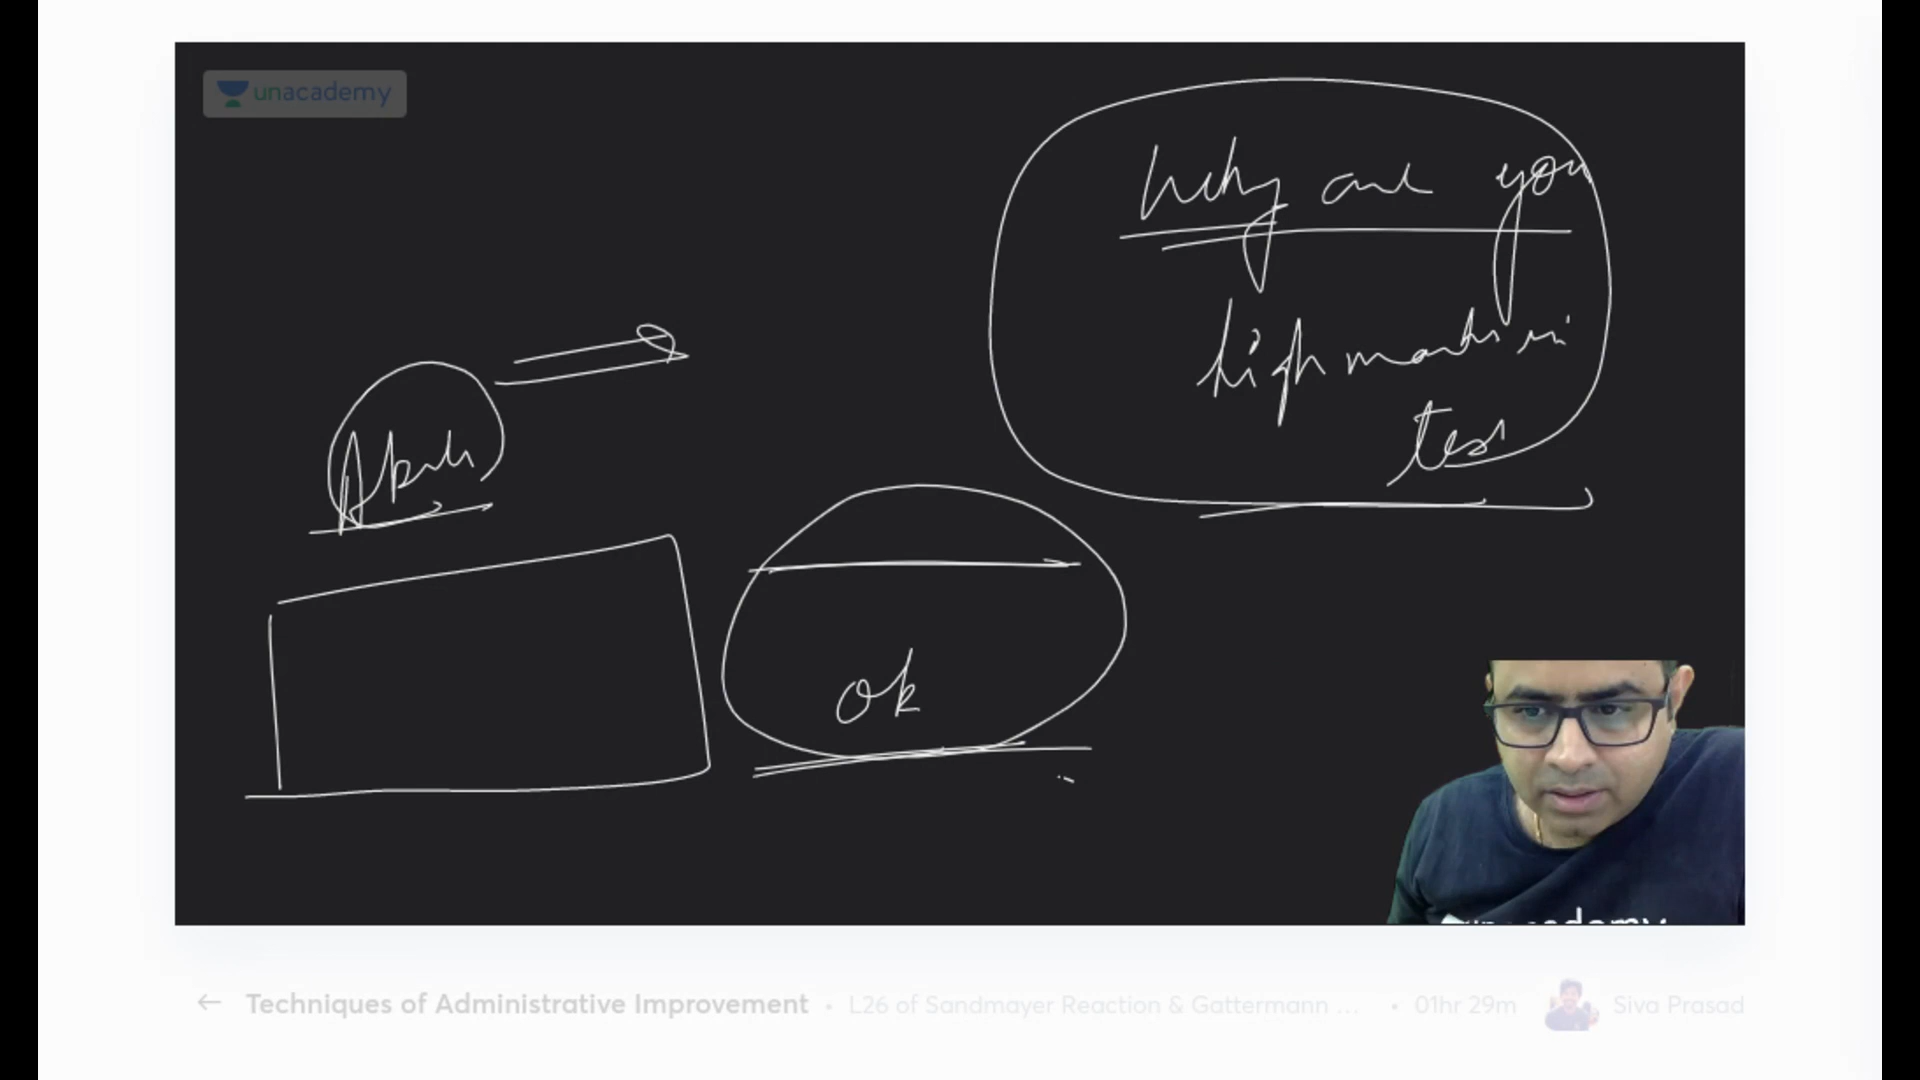 unacademy
Why are you
high marks in
test
ok
unacademy
Techniques of Administrative Improvement • L26 of Sandmayer Reaction & Gattermann ... • 01hr 29m Siva Prasad